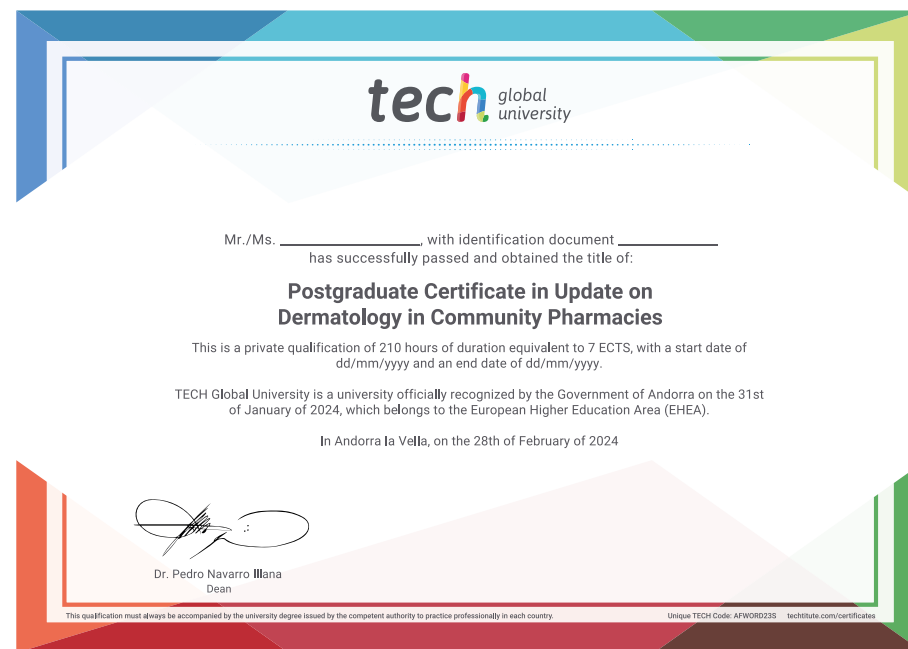 tech global university
Mr./Ms. ____________________, with identification document ______________
has successfully passed and obtained the title of:
Postgraduate Certificate in Update on
Dermatology in Community Pharmacies
This is a private qualification of 210 hours of duration equivalent to 7 ECTS, with a start date of
dd/mm/yyyy and an end date of dd/mm/yyyy.
TECH Global University is a university officially recognized by the Government of Andorra on the 31st
of January of 2024, which belongs to the European Higher Education Area (EHEA).
In Andorra la Vella, on the 28th of February of 2024
Dr. Pedro Navarro Illana
Dean
This qualification must always be accompanied by the university degree issued by the competent authority to practice professionally in each country.
Unique TECH Code: AFWORD23S techtitute.com/certificates